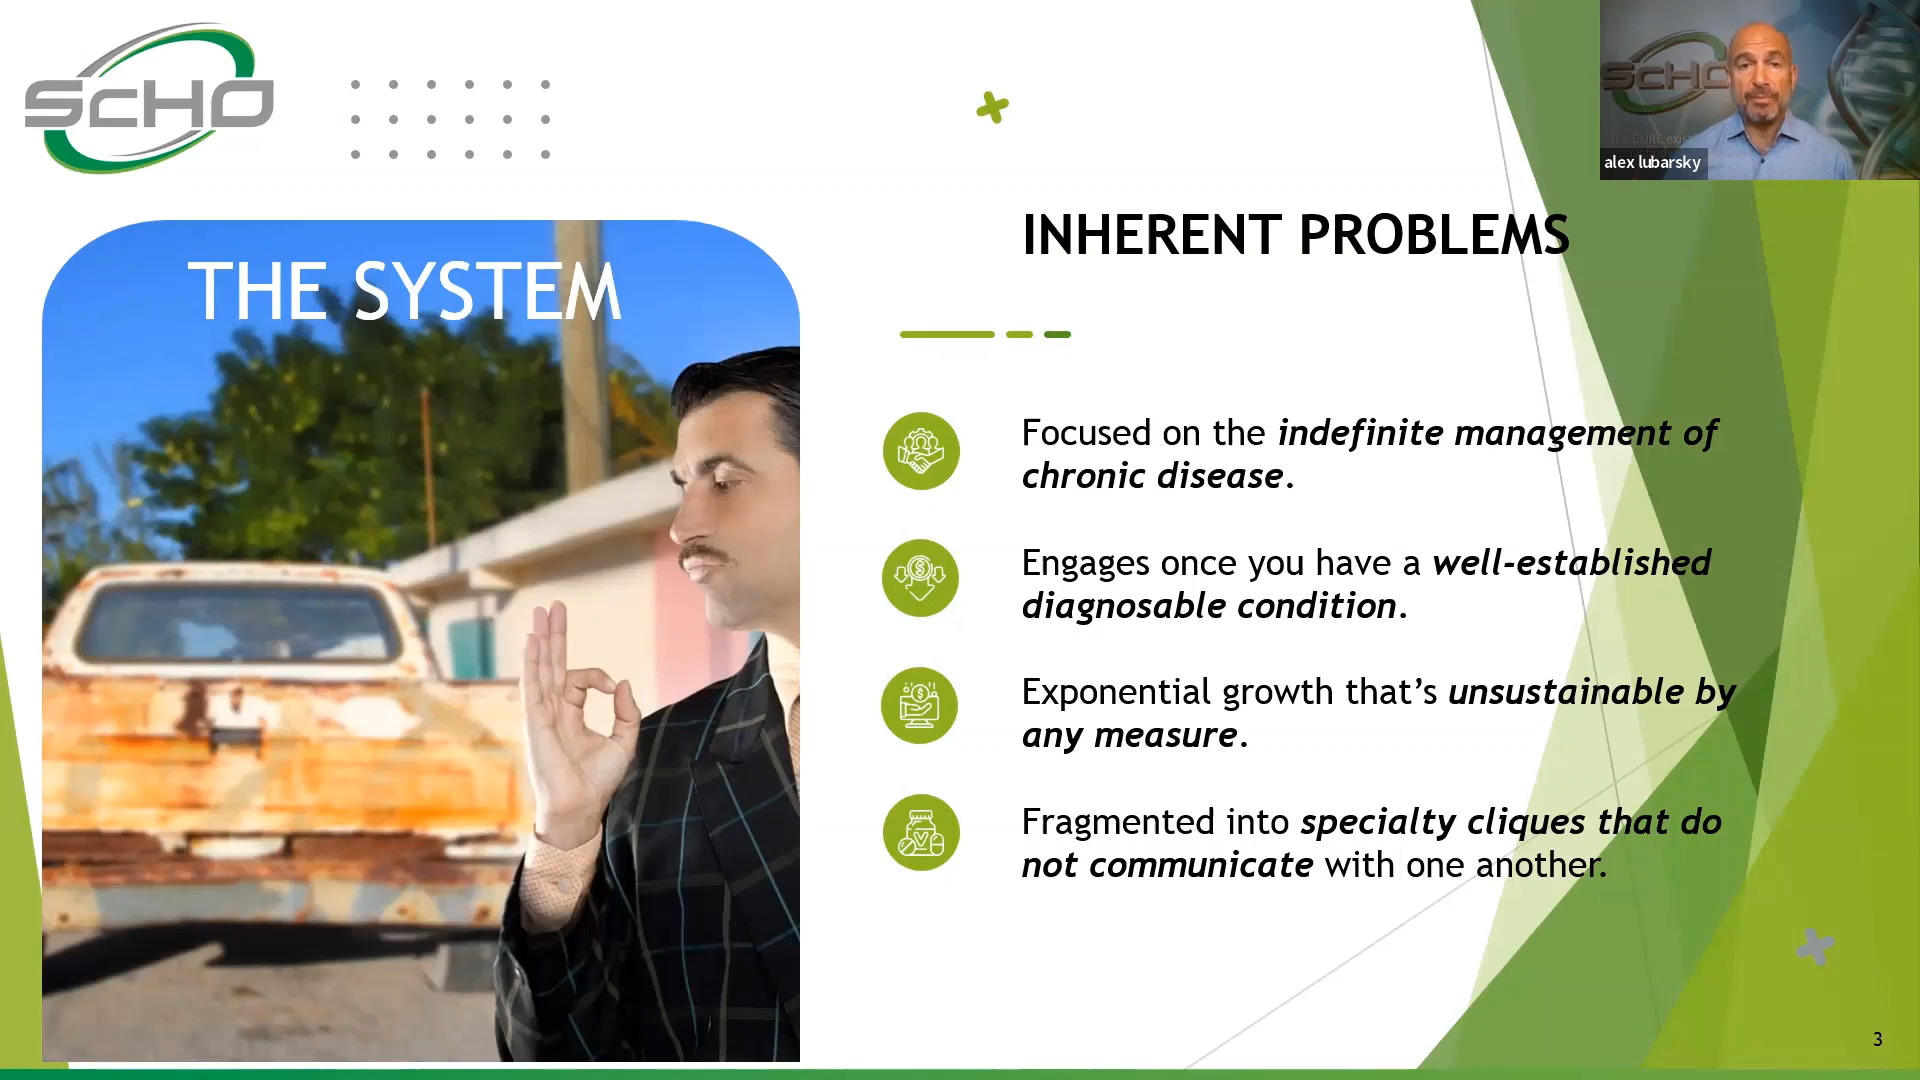 SCHO
THE SYSTEM
INHERENT PROBLEMS
Focused on the indefinite management of
chronic disease.
Engages once you have a well-established
diagnosable condition.
Exponential growth that’s unsustainable by
any measure.
Fragmented into specialty cliques that do
not communicate with one another.
SCHO
CURE
alex lubarsky
3